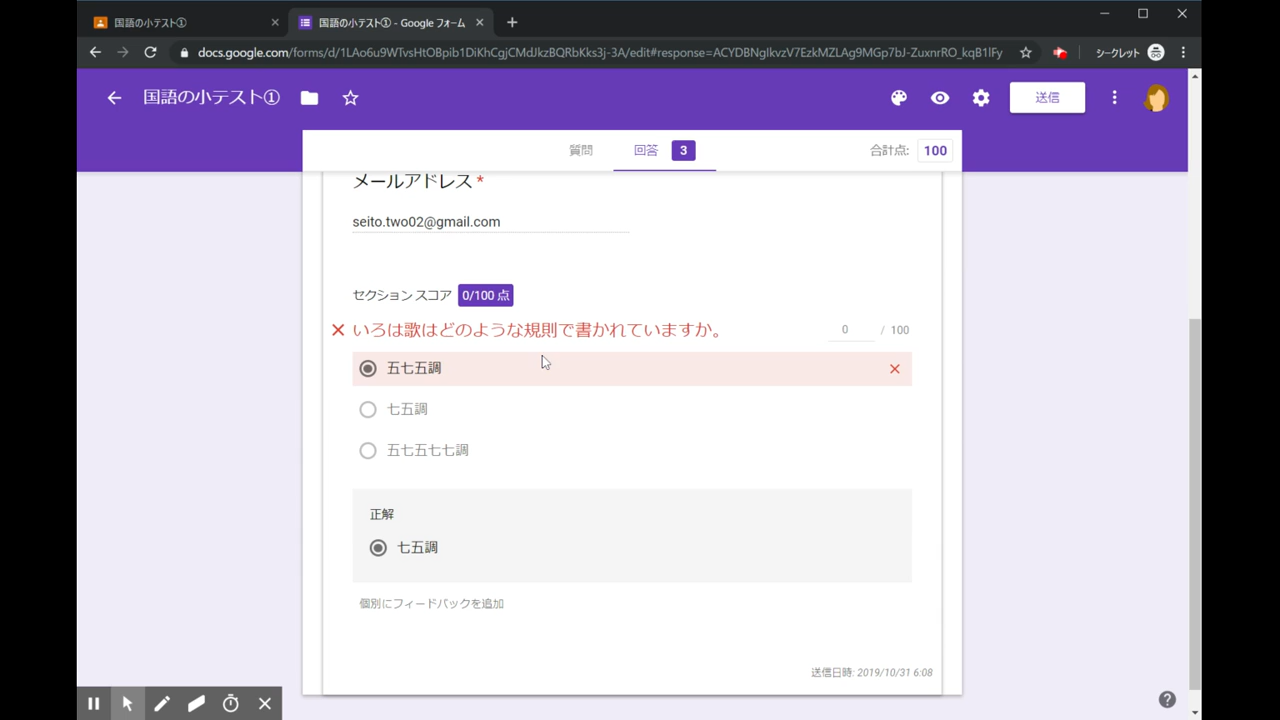 国語の小テスト①
国語の小テスト① - Google フォーム
docs.google.com/forms/d/1LAo6u9WTvsHtOBpib1DiKhCgjCMdJkzBQRbKks3j-3A/edit#response=ACYDBNgIkvzV7EzkMZLAg9MGp7bJ-ZuxnrRO_kqB1lFy
シークレット
国語の小テスト①
送信
質問
回答 3
合計点: 100
メールアドレス *
seito.two02@gmail.com
セクション スコア 0/100 点
いろは歌はどのような規則で書かれていますか。
0 / 100
五七五調
七五調
五七五七七調
正解
七五調
個別にフィードバックを追加
送信日時: 2019/10/31 6:08